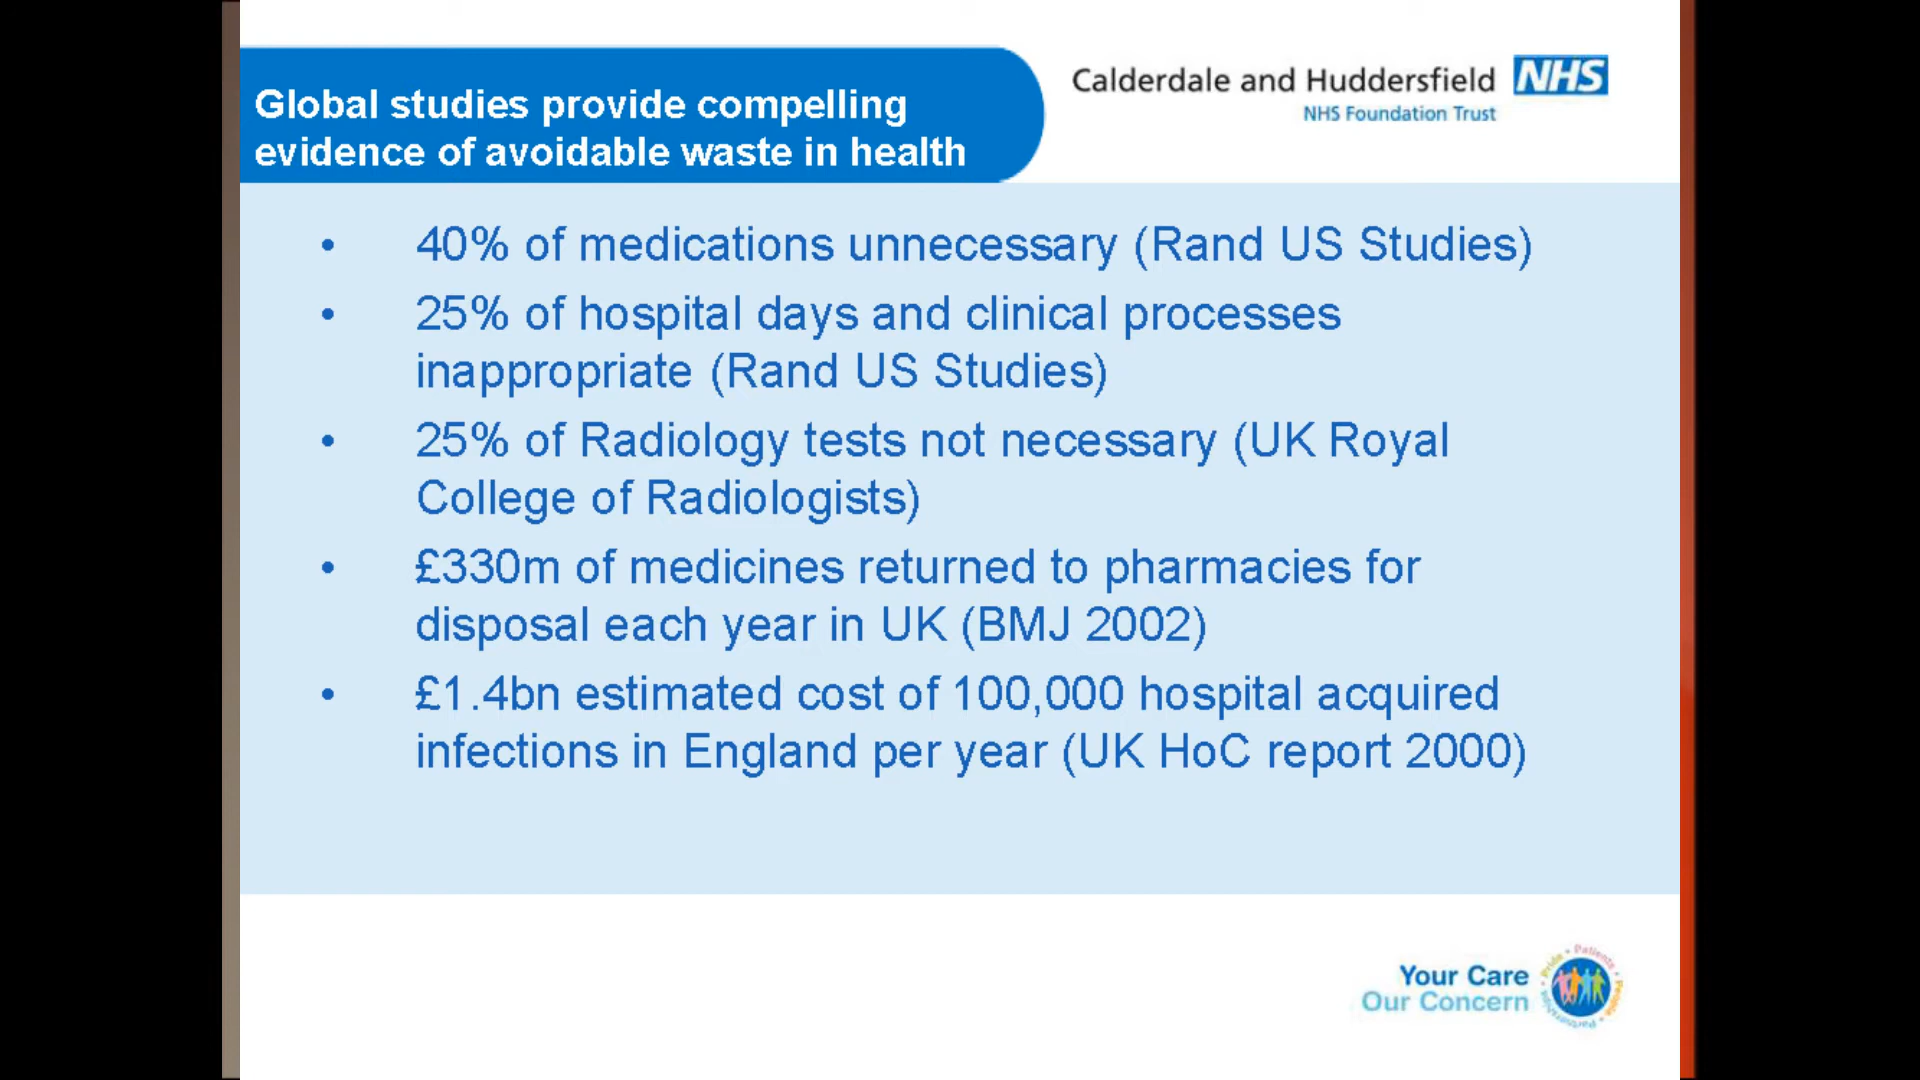 Global studies provide compelling
evidence of avoidable waste in health
Calderdale and Huddersfield NHS
NHS Foundation Trust
• 40% of medications unnecessary (Rand US Studies)
• 25% of hospital days and clinical processes
inappropriate (Rand US Studies)
• 25% of Radiology tests not necessary (UK Royal
College of Radiologists)
• £330m of medicines returned to pharmacies for
disposal each year in UK (BMJ 2002)
• £1.4bn estimated cost of 100,000 hospital acquired
infections in England per year (UK HoC report 2000)
Your Care
Our Concern
Pride • Patients • People • Partnerships •